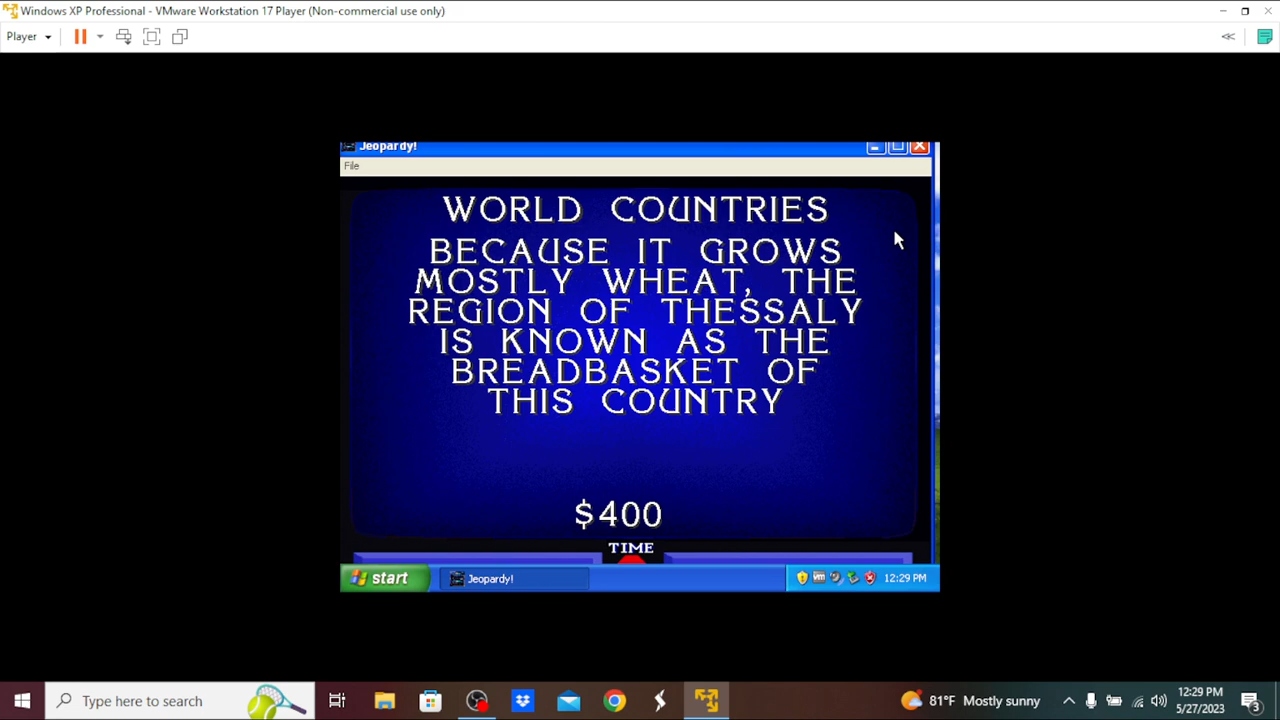 Windows XP Professional - VMware Workstation 17 Player (Non-commercial use only)
Player
Jeopardy!
File
WORLD COUNTRIES
BECAUSE IT GROWS
MOSTLY WHEAT, THE
REGION OF THESSALY
IS KNOWN AS THE
BREADBASKET OF
THIS COUNTRY
$400
TIME
start
Jeopardy!
vm
12:29 PM
Type here to search
81°F Mostly sunny
12:29 PM
5/27/2023
3